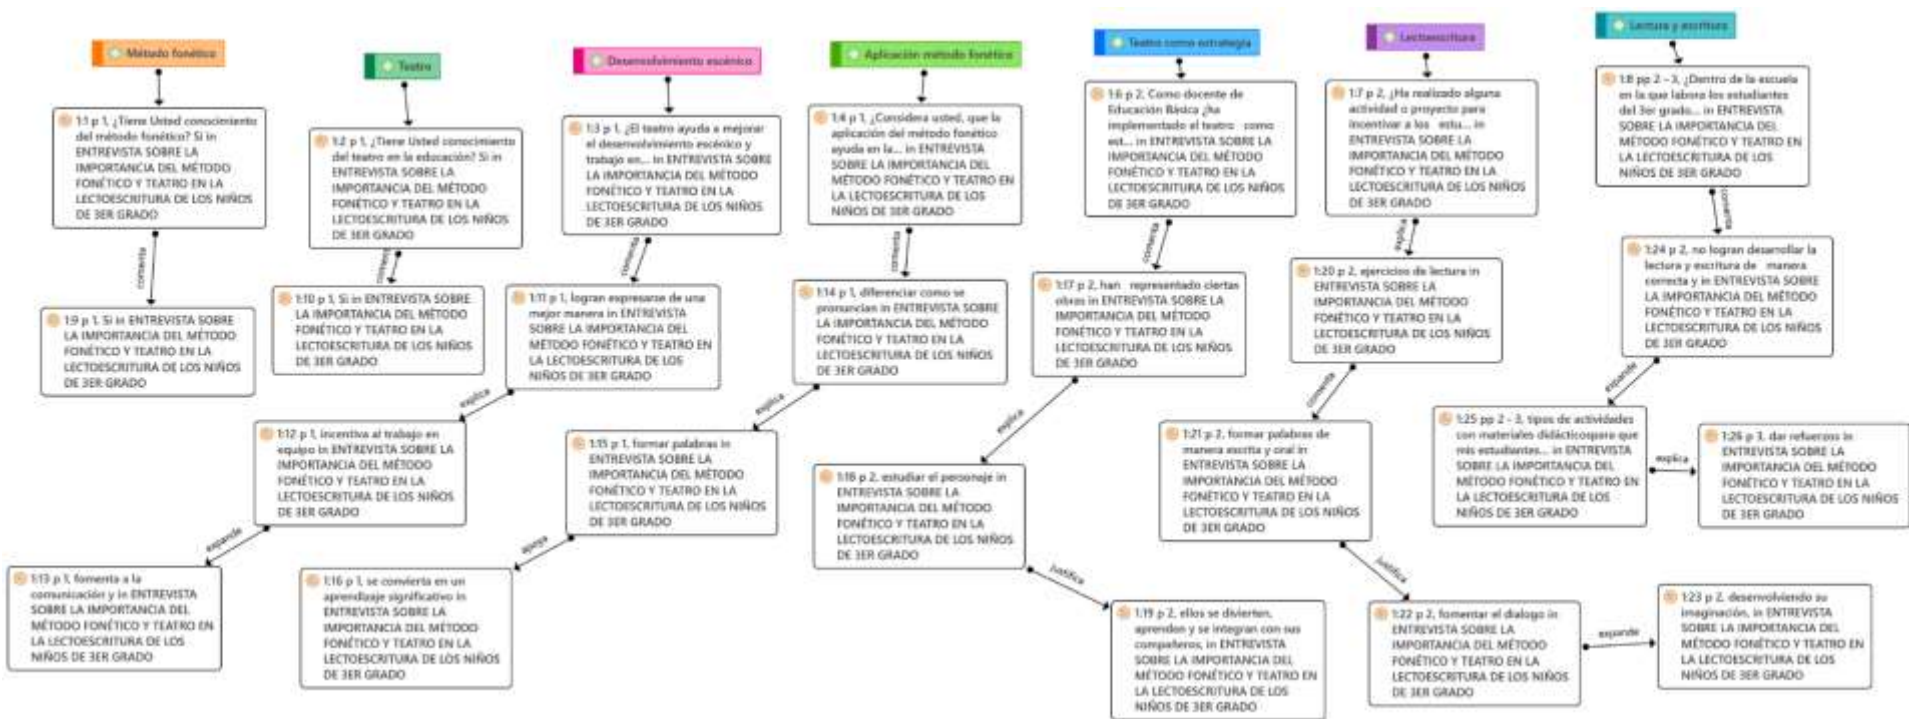 Método fonético
1:1 p 1, ¿Tiene Usted conocimiento
del método fonético? Si in
ENTREVISTA SOBRE LA
IMPORTANCIA DEL MÉTODO
FONÉTICO Y TEATRO EN LA
LECTOESCRITURA DE LOS NIÑOS
DE 3ER GRADO
comenta
1:9 p 1, Si in ENTREVISTA SOBRE
LA IMPORTANCIA DEL MÉTODO
FONÉTICO Y TEATRO EN LA
LECTOESCRITURA DE LOS NIÑOS
DE 3ER GRADO
Teatro
1:2 p 1, ¿Tiene Usted conocimiento
del teatro en la educación? Si in
ENTREVISTA SOBRE LA
IMPORTANCIA DEL MÉTODO
FONÉTICO Y TEATRO EN LA
LECTOESCRITURA DE LOS NIÑOS
DE 3ER GRADO
comenta
1:10 p 1, Si in ENTREVISTA SOBRE
LA IMPORTANCIA DEL MÉTODO
FONÉTICO Y TEATRO EN LA
LECTOESCRITURA DE LOS NIÑOS
DE 3ER GRADO
Desenvolvimiento escénico
1:3 p 1, ¿El teatro ayuda a mejorar
el desenvolvimiento escénico y
trabajo en... in ENTREVISTA SOBRE
LA IMPORTANCIA DEL MÉTODO
FONÉTICO Y TEATRO EN LA
LECTOESCRITURA DE LOS NIÑOS
DE 3ER GRADO
comenta
1:11 p 1, logran expresarse de una
mejor manera in ENTREVISTA
SOBRE LA IMPORTANCIA DEL
MÉTODO FONÉTICO Y TEATRO EN
LA LECTOESCRITURA DE LOS
NIÑOS DE 3ER GRADO
explica
1:12 p 1, incentiva al trabajo en
equipo in ENTREVISTA SOBRE LA
IMPORTANCIA DEL MÉTODO
FONÉTICO Y TEATRO EN LA
LECTOESCRITURA DE LOS NIÑOS
DE 3ER GRADO
expande
1:13 p 1, fomenta a la
comunicación y in ENTREVISTA
SOBRE LA IMPORTANCIA DEL
MÉTODO FONÉTICO Y TEATRO EN
LA LECTOESCRITURA DE LOS
NIÑOS DE 3ER GRADO
Aplicación método fonético
1:4 p 1, ¿Considera usted, que la
aplicación del método fonético
ayuda en la... in ENTREVISTA
SOBRE LA IMPORTANCIA DEL
MÉTODO FONÉTICO Y TEATRO EN
LA LECTOESCRITURA DE LOS
NIÑOS DE 3ER GRADO
comenta
1:14 p 1, diferenciar como se
pronuncian in ENTREVISTA SOBRE
LA IMPORTANCIA DEL MÉTODO
FONÉTICO Y TEATRO EN LA
LECTOESCRITURA DE LOS NIÑOS
DE 3ER GRADO
explica
1:15 p 1, formar palabras in
ENTREVISTA SOBRE LA
IMPORTANCIA DEL MÉTODO
FONÉTICO Y TEATRO EN LA
LECTOESCRITURA DE LOS NIÑOS
DE 3ER GRADO
apoya
1:16 p 1, se convierta en un
aprendizaje significativo in
ENTREVISTA SOBRE LA
IMPORTANCIA DEL MÉTODO
FONÉTICO Y TEATRO EN LA
LECTOESCRITURA DE LOS NIÑOS
DE 3ER GRADO
Teatro como estrategia
1:6 p 2, Como docente de
Educación Básica ¿ha
implementado el teatro como
est... in ENTREVISTA SOBRE LA
IMPORTANCIA DEL MÉTODO
FONÉTICO Y TEATRO EN LA
LECTOESCRITURA DE LOS NIÑOS
DE 3ER GRADO
comenta
1:17 p 2, han representado ciertas
obras in ENTREVISTA SOBRE LA
IMPORTANCIA DEL MÉTODO
FONÉTICO Y TEATRO EN LA
LECTOESCRITURA DE LOS NIÑOS
DE 3ER GRADO
explica
1:18 p 2, estudiar el personaje in
ENTREVISTA SOBRE LA
IMPORTANCIA DEL MÉTODO
FONÉTICO Y TEATRO EN LA
LECTOESCRITURA DE LOS NIÑOS
DE 3ER GRADO
justifica
1:19 p 2, ellos se divierten,
aprenden y se integran con sus
compañeros, in ENTREVISTA
SOBRE LA IMPORTANCIA DEL
MÉTODO FONÉTICO Y TEATRO EN
LA LECTOESCRITURA DE LOS
NIÑOS DE 3ER GRADO
Lectoescritura
1:7 p 2, ¿Ha realizado alguna
actividad o proyecto para
incentivar a los estu... in
ENTREVISTA SOBRE LA
IMPORTANCIA DEL MÉTODO
FONÉTICO Y TEATRO EN LA
LECTOESCRITURA DE LOS NIÑOS
DE 3ER GRADO
explica
1:20 p 2, ejercicios de lectura in
ENTREVISTA SOBRE LA
IMPORTANCIA DEL MÉTODO
FONÉTICO Y TEATRO EN LA
LECTOESCRITURA DE LOS NIÑOS
DE 3ER GRADO
comenta
1:21 p 2, formar palabras de
manera escrita y oral in
ENTREVISTA SOBRE LA
IMPORTANCIA DEL MÉTODO
FONÉTICO Y TEATRO EN LA
LECTOESCRITURA DE LOS NIÑOS
DE 3ER GRADO
justifica
1:22 p 2, fomentar el dialogo in
ENTREVISTA SOBRE LA
IMPORTANCIA DEL MÉTODO
FONÉTICO Y TEATRO EN LA
LECTOESCRITURA DE LOS NIÑOS
DE 3ER GRADO
expande
1:23 p 2, desenvolviendo su
imaginación, in ENTREVISTA
SOBRE LA IMPORTANCIA DEL
MÉTODO FONÉTICO Y TEATRO EN
LA LECTOESCRITURA DE LOS
NIÑOS DE 3ER GRADO
Lectura y escritura
1:8 pp 2 - 3, ¿Dentro de la escuela
en la que labora los estudiantes
del 3er grado... in ENTREVISTA
SOBRE LA IMPORTANCIA DEL
MÉTODO FONÉTICO Y TEATRO EN
LA LECTOESCRITURA DE LOS
NIÑOS DE 3ER GRADO
comenta
1:24 p 2, no logran desarrollar la
lectura y escritura de manera
correcta y in ENTREVISTA SOBRE
LA IMPORTANCIA DEL MÉTODO
FONÉTICO Y TEATRO EN LA
LECTOESCRITURA DE LOS NIÑOS
DE 3ER GRADO
expande
1:25 pp 2 - 3, tipos de actividades
con materiales didácticospara que
mis estudiantes... in ENTREVISTA
SOBRE LA IMPORTANCIA DEL
MÉTODO FONÉTICO Y TEATRO EN
LA LECTOESCRITURA DE LOS
NIÑOS DE 3ER GRADO
explica
1:26 p 3, dar refuerzos in
ENTREVISTA SOBRE LA
IMPORTANCIA DEL MÉTODO
FONÉTICO Y TEATRO EN LA
LECTOESCRITURA DE LOS NIÑOS
DE 3ER GRADO